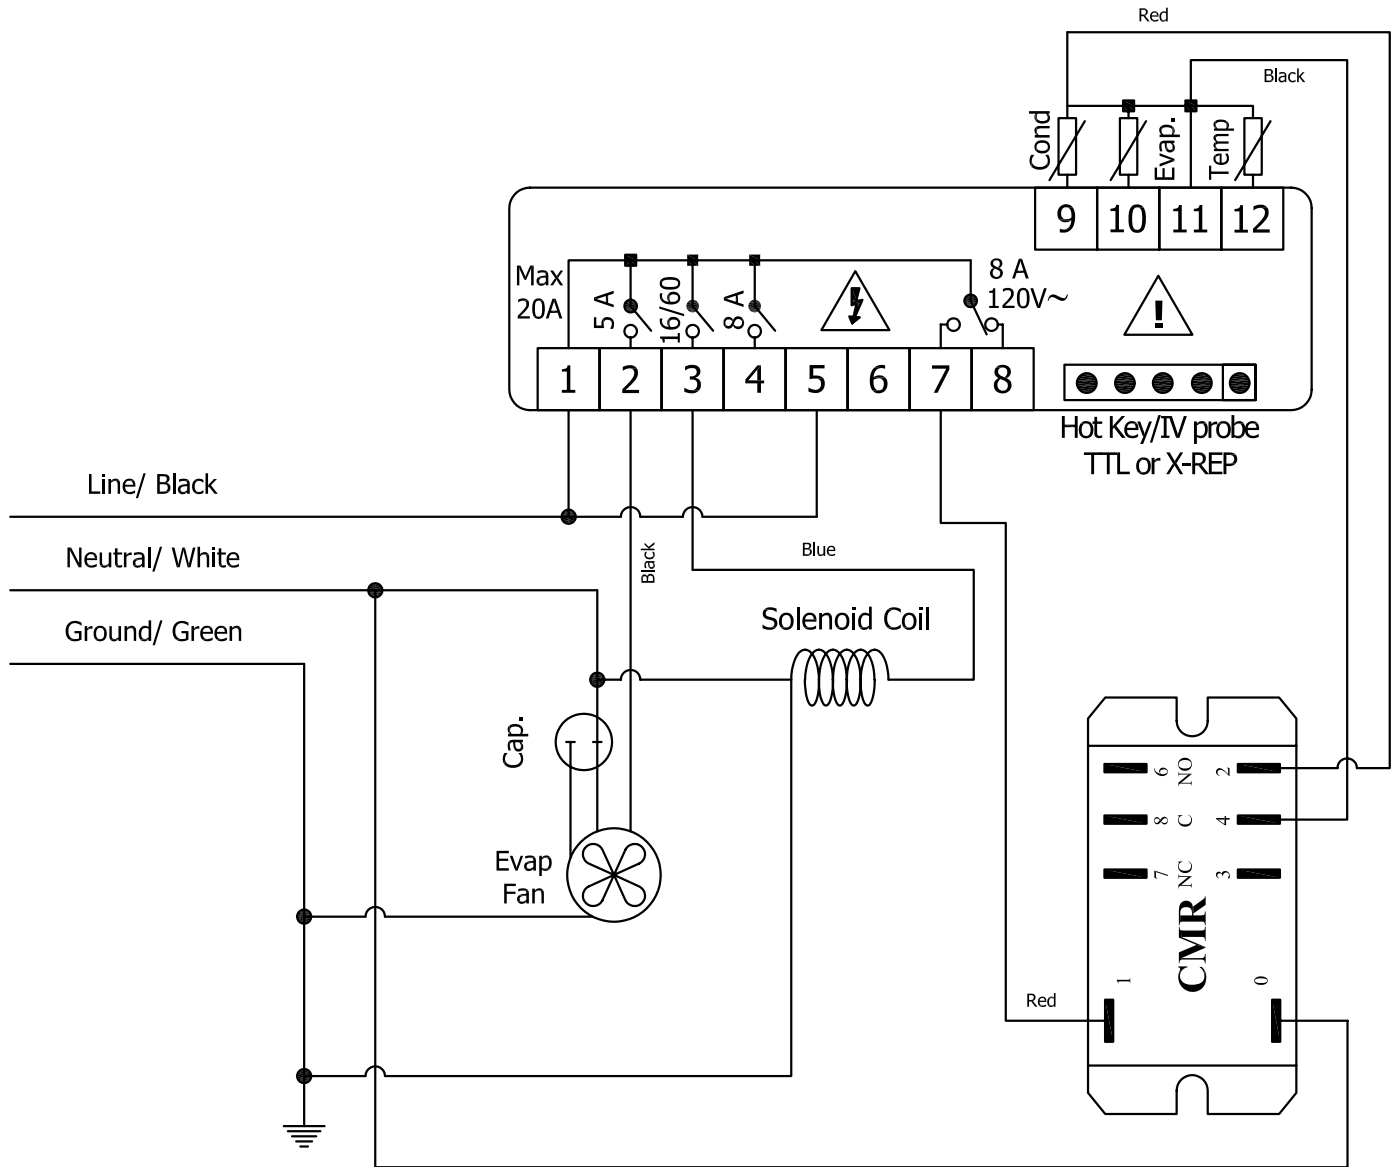 Red
Black
Cond
Evap.
Temp
9 10 11 12
Max
20A
5 A
16/60
8 A
8 A
120V~
!
1 2 3 4 5 6 7 8
Hot Key/IV probe
TTL or X-REP
Line/ Black
Neutral/ White
Ground/ Green
Black
Blue
Solenoid Coil
Cap.
Evap
Fan
6 NO 2
8 C 4
7 NC 3
CMR
1 0
Red